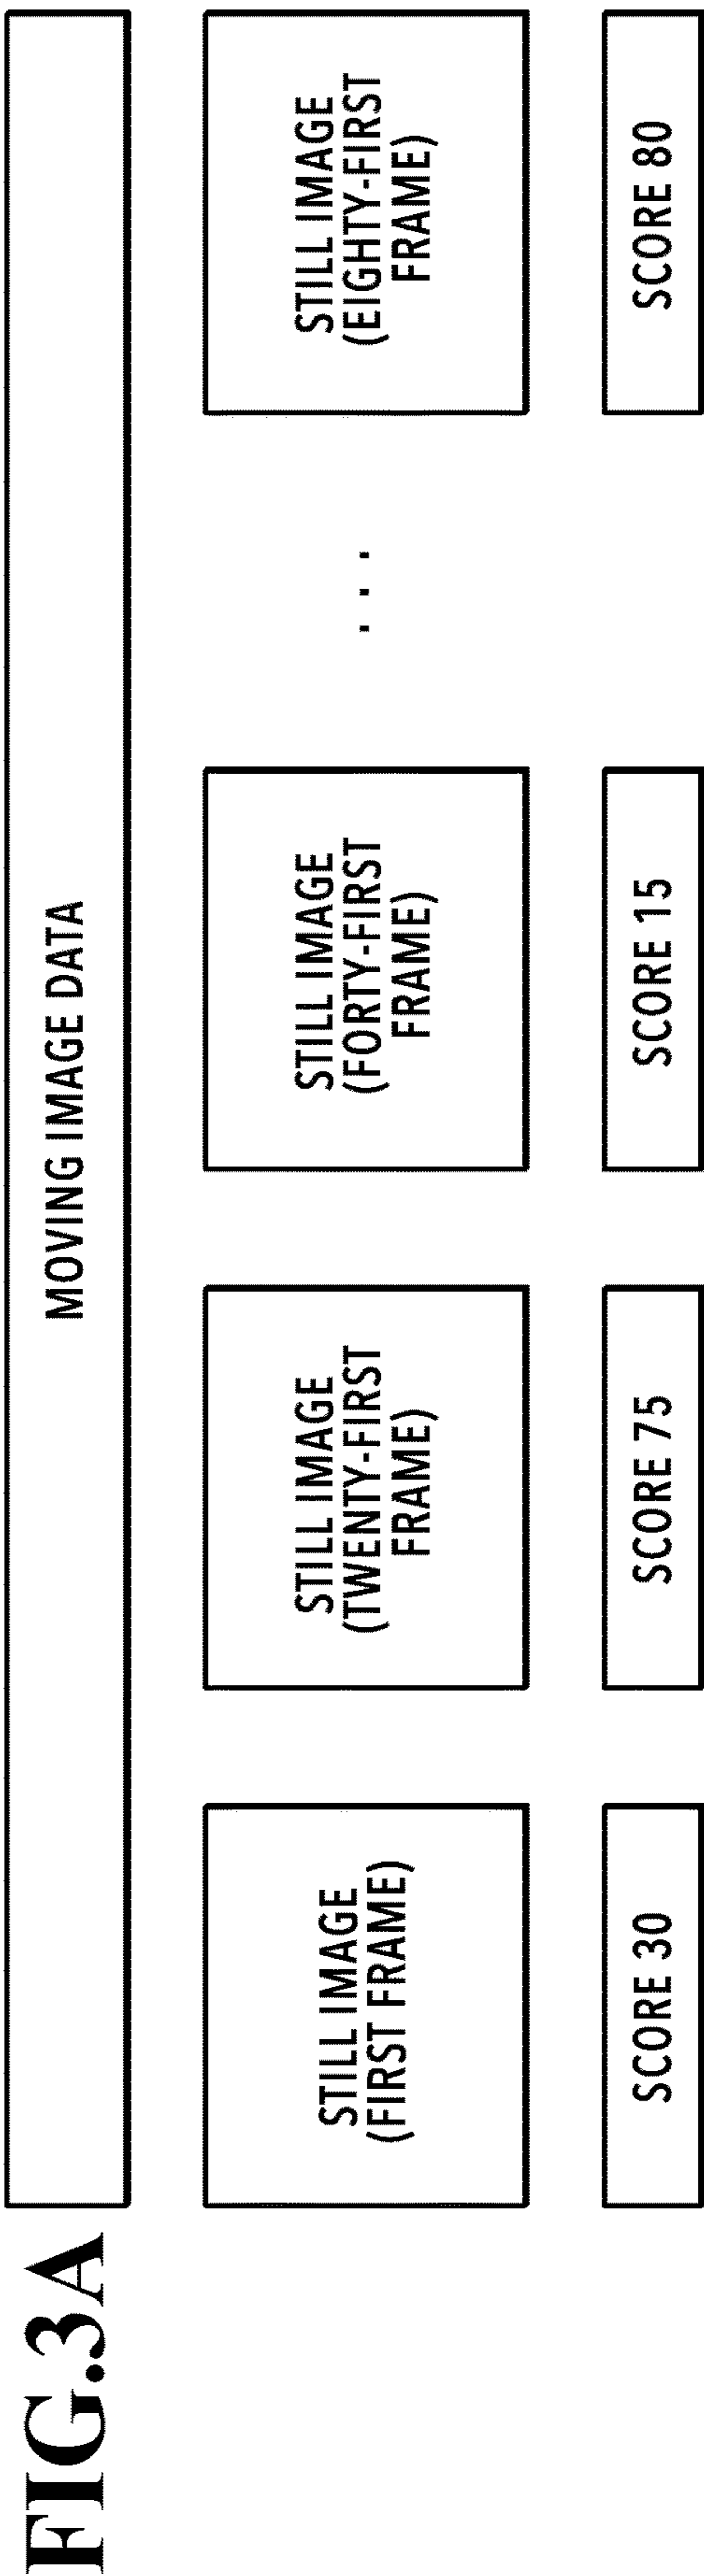 FIG.3A
MOVING IMAGE DATA
STILL IMAGE
(FIRST FRAME)
STILL IMAGE
(TWENTY-FIRST
FRAME)
STILL IMAGE
(FORTY-FIRST
FRAME)
. . .
STILL IMAGE
(EIGHTY-FIRST
FRAME)
SCORE 30
SCORE 75
SCORE 15
SCORE 80